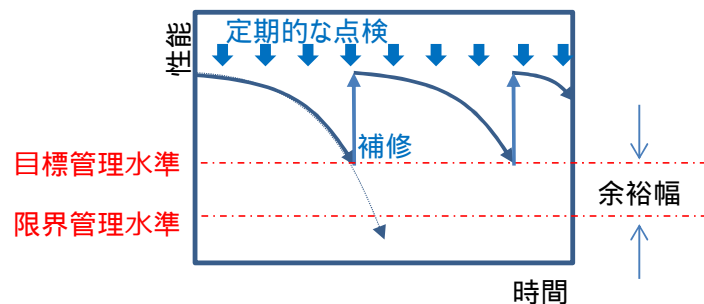 定期的な点検
性能
補修
目標管理水準
余裕幅
限界管理水準
時間